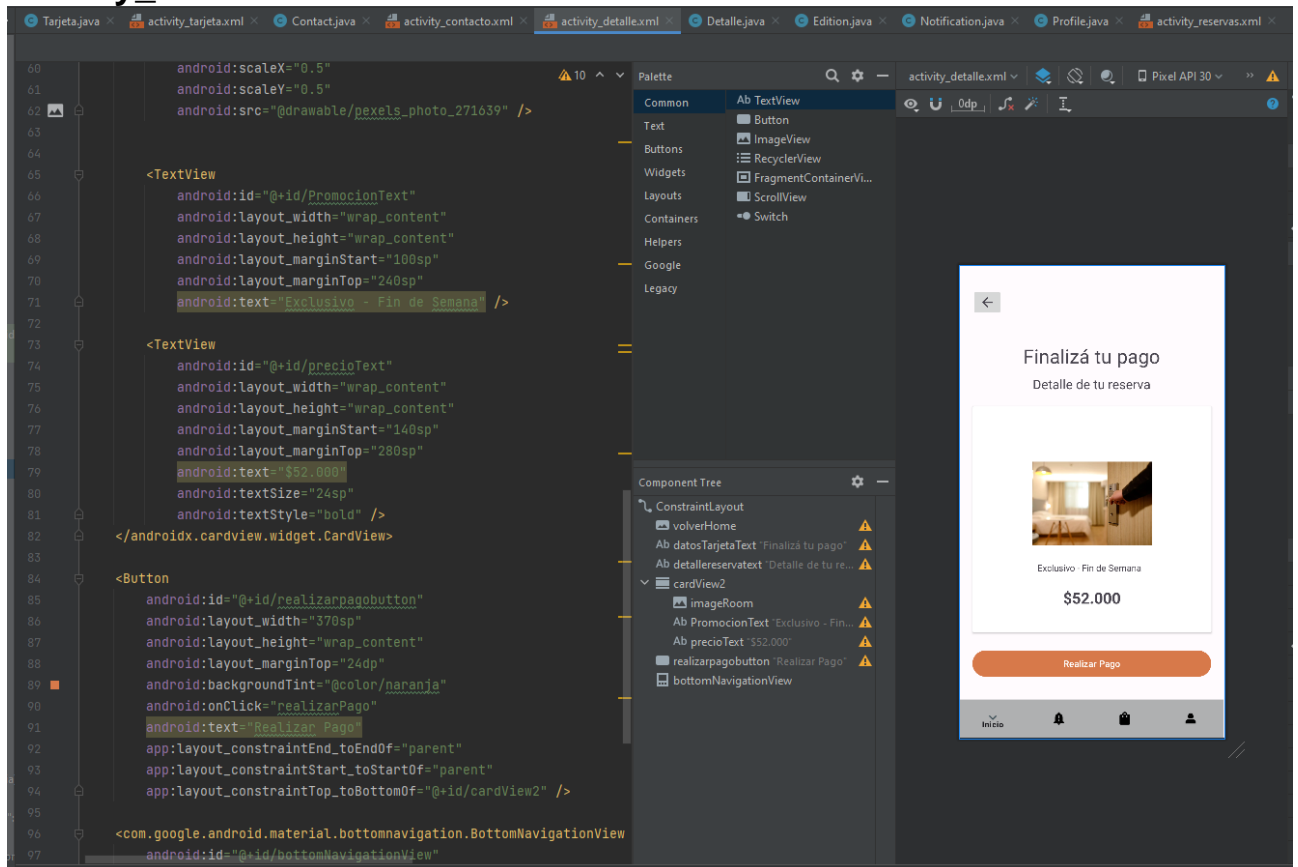 Tarjeta.java
activity_tarjeta.xml
Contact.java
activity_contacto.xml
activity_detalle.xml
Detalle.java
Edition.java
Notification.java
Profile.java
activity_reservas.xml
60 android:scaleX="0.5"
10
61 android:scaleY="0.5"
62 android:src="@drawable/pexels_photo_271639" />
63
64
65 <TextView
66 android:id="@+id/PromocionText"
67 android:layout_width="wrap_content"
68 android:layout_height="wrap_content"
69 android:layout_marginStart="100sp"
70 android:layout_marginTop="240sp"
71 android:text="Exclusivo - Fin de Semana" />
72
73 <TextView
74 android:id="@+id/precioText"
75 android:layout_width="wrap_content"
76 android:layout_height="wrap_content"
77 android:layout_marginStart="140sp"
78 android:layout_marginTop="280sp"
79 android:text="$52.000"
80 android:textSize="24sp"
81 android:textStyle="bold" />
82 </androidx.cardview.widget.CardView>
83
84 <Button
85 android:id="@+id/realizarpagobutton"
86 android:layout_width="370sp"
87 android:layout_height="wrap_content"
88 android:layout_marginTop="24dp"
89 android:backgroundTint="@color/naranja"
90 android:onClick="realizarPago"
91 android:text="Realizar Pago"
92 app:layout_constraintEnd_toEndOf="parent"
93 app:layout_constraintStart_toStartOf="parent"
94 app:layout_constraintTop_toBottomOf="@+id/cardView2" />
95
96 <com.google.android.material.bottomnavigation.BottomNavigationView
97 android:id="@+id/bottomNavigationView"
Palette
Common
Text
Buttons
Widgets
Layouts
Containers
Helpers
Google
Legacy
Ab TextView
Button
ImageView
RecyclerView
FragmentContainerVi...
ScrollView
Switch
Component Tree
ConstraintLayout
volverHome
Ab datosTarjetaText "Finalizá tu pago"
Ab detallereservatext "Detalle de tu re...
cardView2
imageRoom
Ab PromocionText "Exclusivo - Fin...
Ab precioText "$52.000"
realizarpagobutton "Realizar Pago"
bottomNavigationView
activity_detalle.xml
Pixel
API 30
0dp
Finalizá tu pago
Detalle de tu reserva
Exclusivo - Fin de Semana
$52.000
Realizar Pago
Inicio